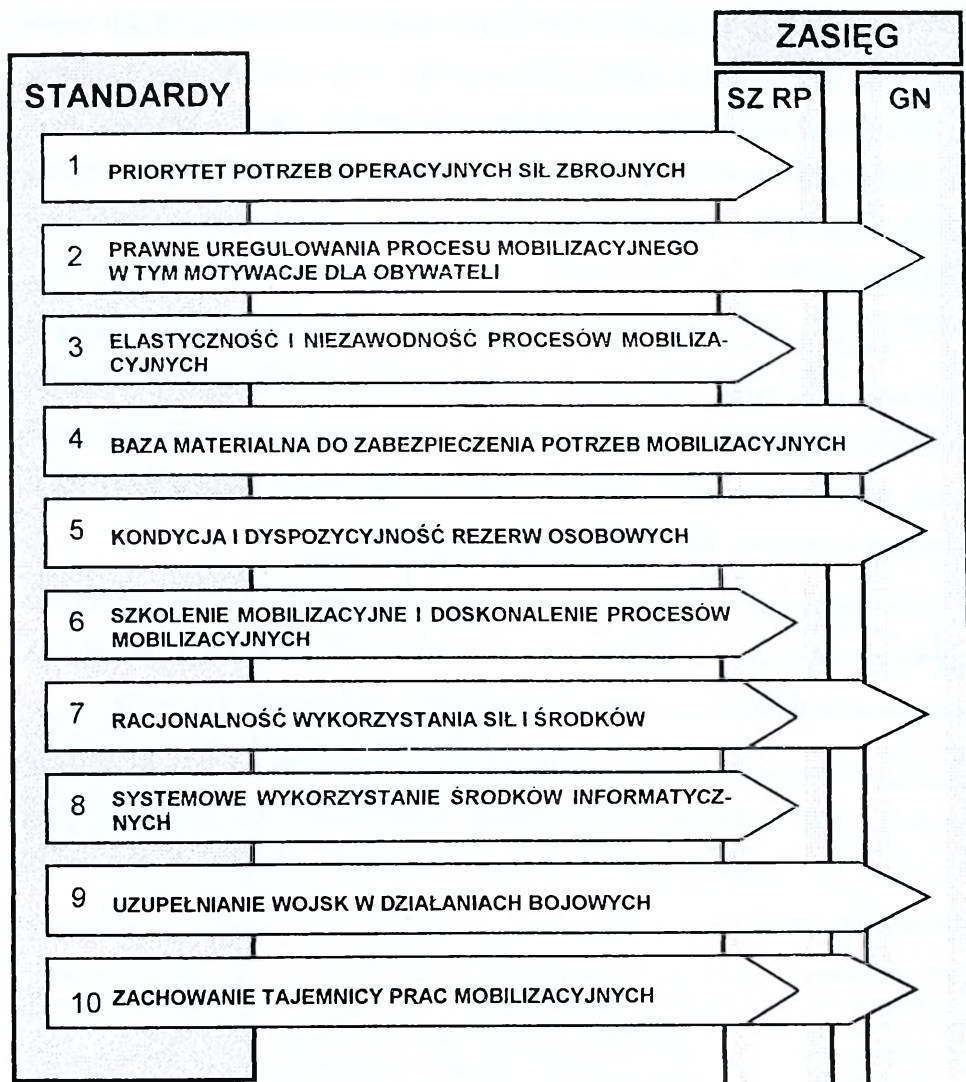 ZASIĘG
STANDARDY
SZ RP
GN
1 PRIORYTET POTRZEB OPERACYJNYCH SIŁ ZBROJNYCH
2 PRAWNE UREGULOWANIA PROCESU MOBILIZACYJNEGO
W TYM MOTYWACJE DLA OBYWATELI
3 ELASTYCZNOŚĆ I NIEZAWODNOŚĆ PROCESÓW MOBILIZA-
CYJNYCH
4 BAZA MATERIALNA DO ZABEZPIECZENIA POTRZEB MOBILIZACYJNYCH
5 KONDYCJA I DYSPOZYCYJNOŚĆ REZERW OSOBOWYCH
6 SZKOLENIE MOBILIZACYJNE I DOSKONALENIE PROCESÓW
MOBILIZACYJNYCH
7 RACJONALNOŚĆ WYKORZYSTANIA SIŁ I ŚRODKÓW
8 SYSTEMOWE WYKORZYSTANIE ŚRODKÓW INFORMATYCZ-
NYCH
9 UZUPEŁNIANIE WOJSK W DZIAŁANIACH BOJOWYCH
10 ZACHOWANIE TAJEMNICY PRAC MOBILIZACYJNYCH